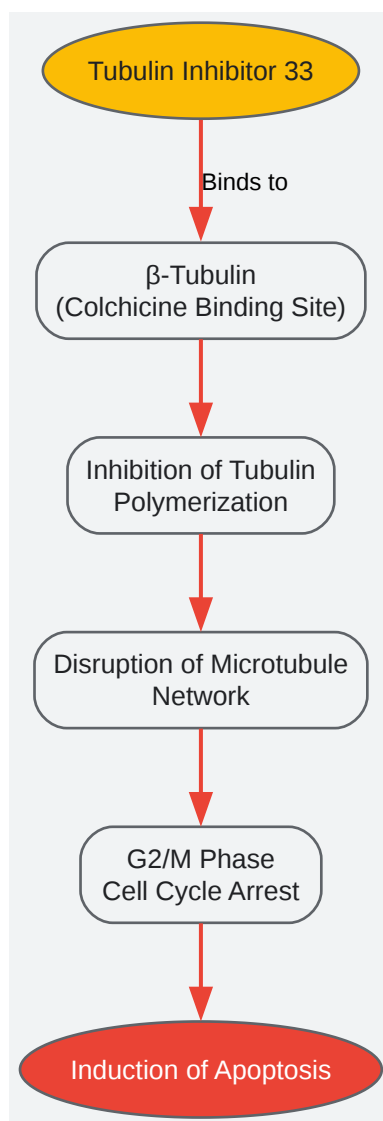 Tubulin Inhibitor 33
Binds to
β-Tubulin
(Colchicine Binding Site)
Inhibition of Tubulin
Polymerization
Disruption of Microtubule
Network
G2/M Phase
Cell Cycle Arrest
Induction of Apoptosis